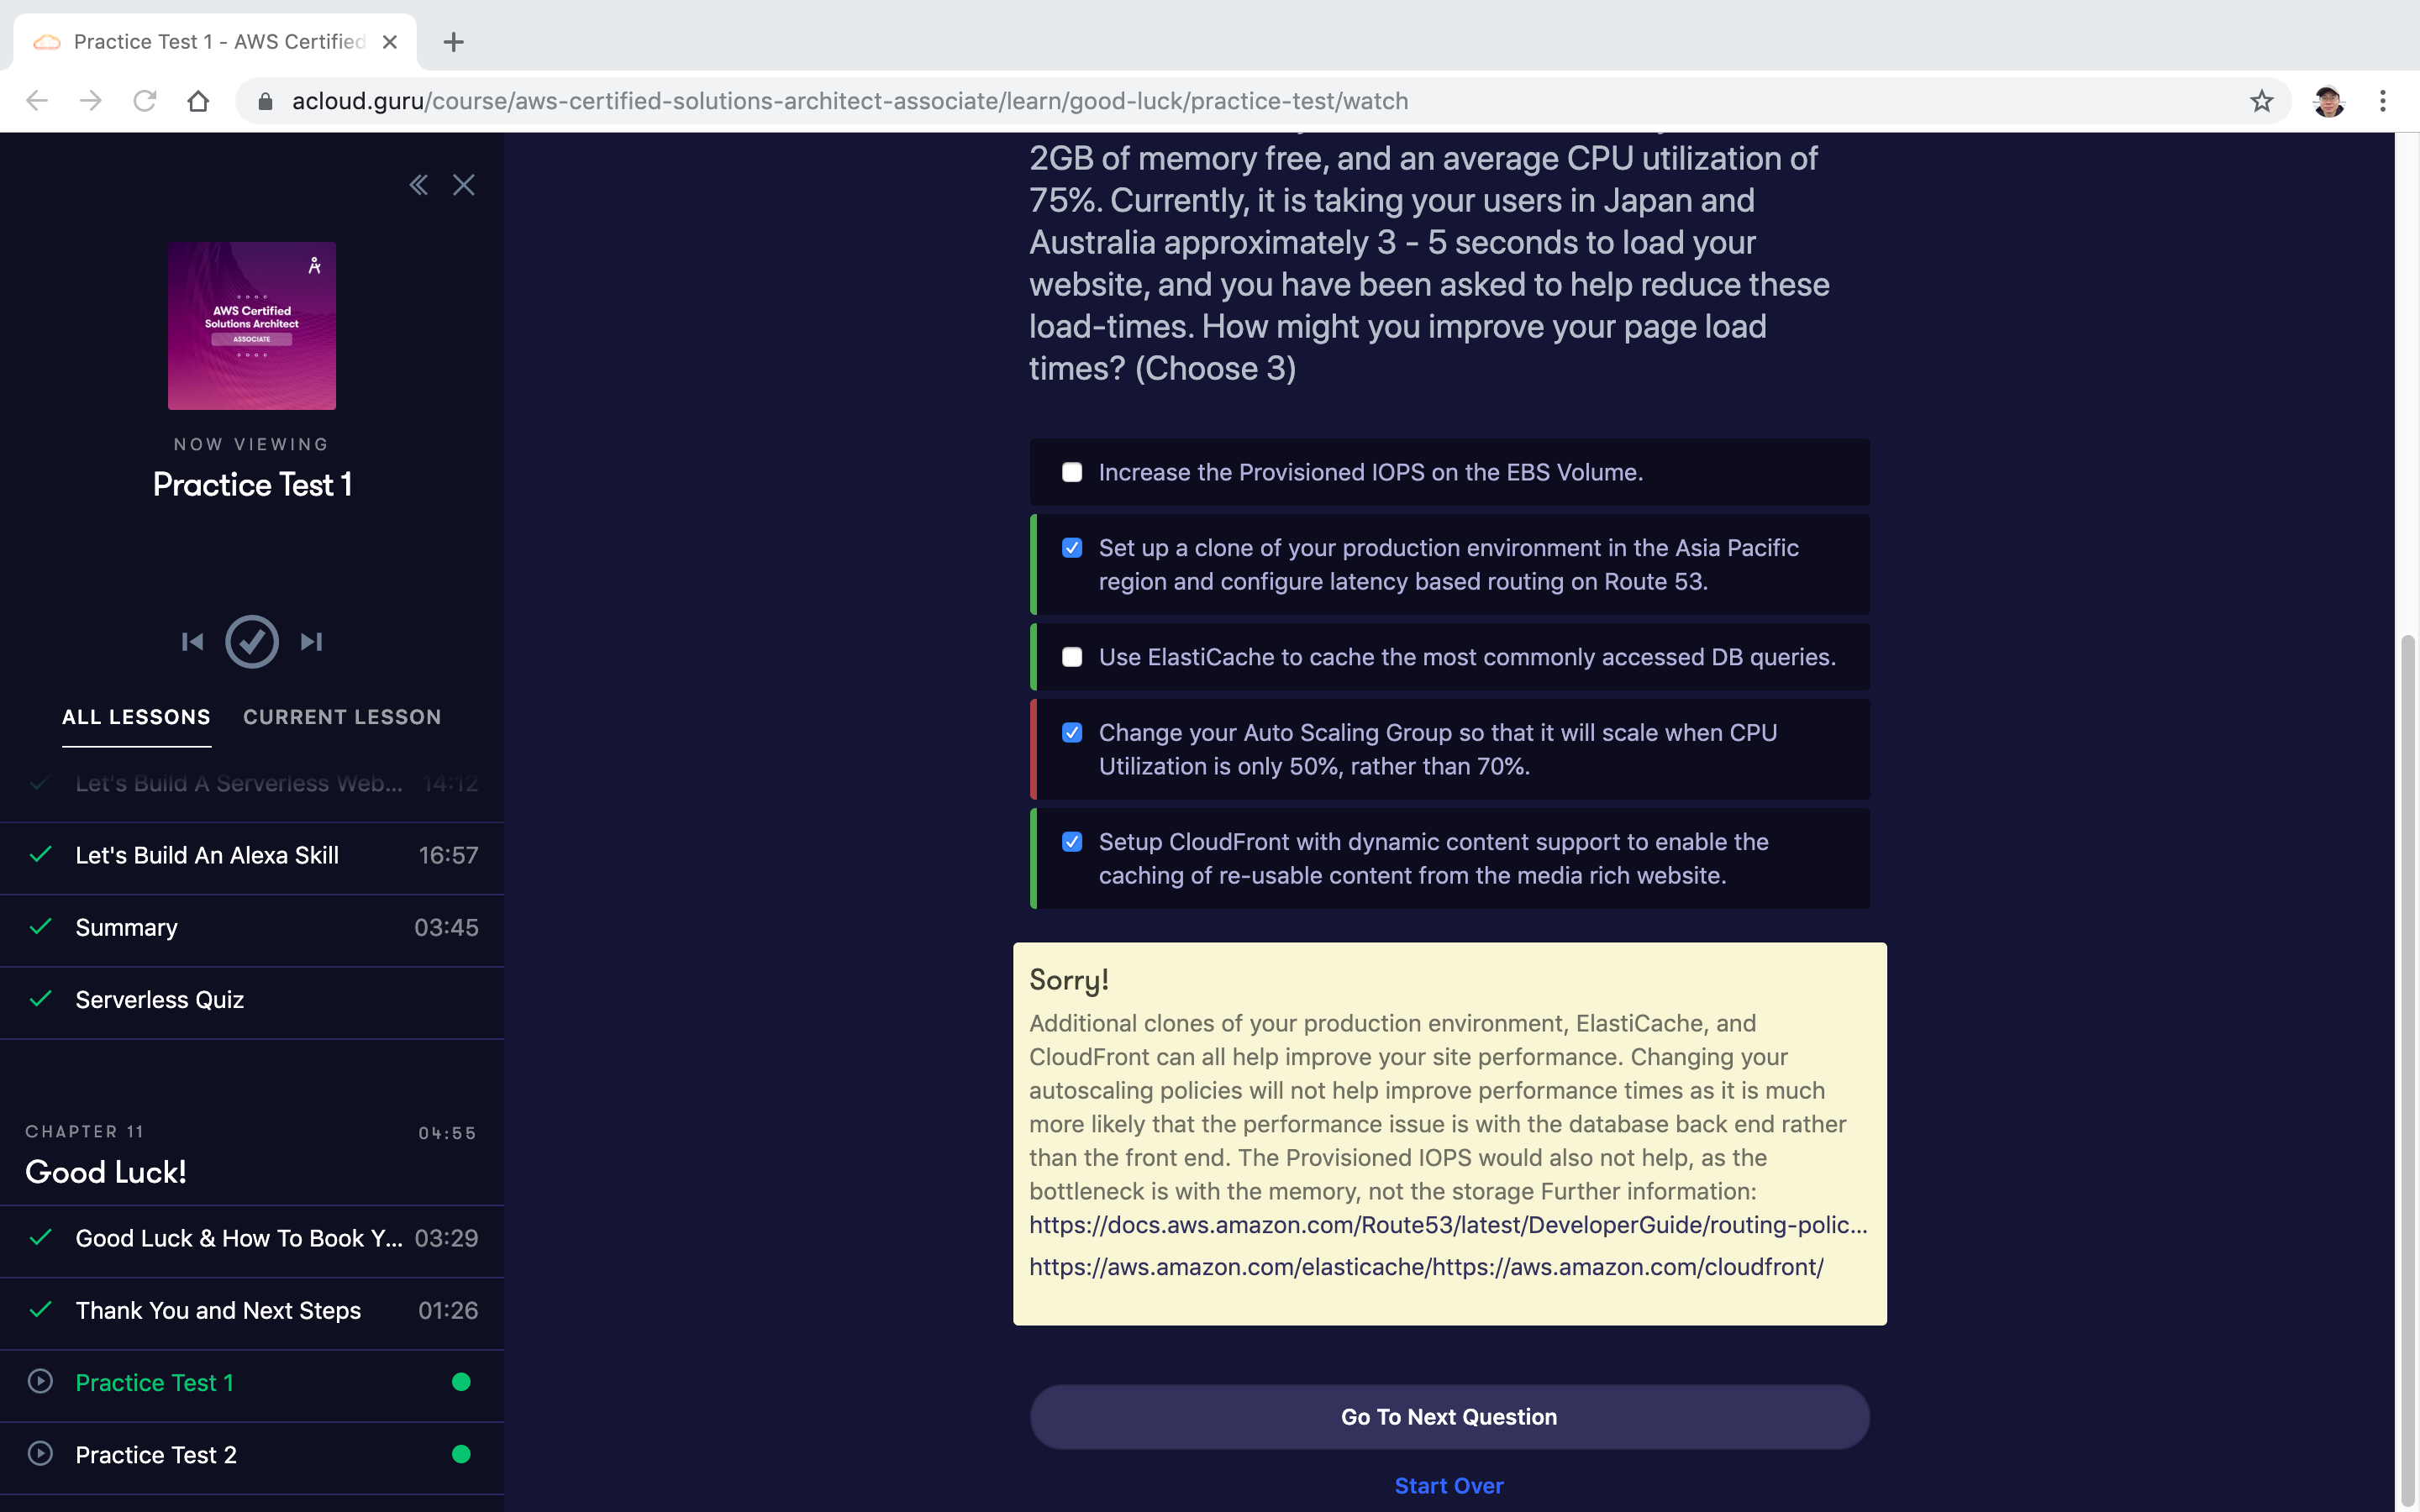 Practice Test 1 - AWS Certified
acloud.guru/course/aws-certified-solutions-architect-associate/learn/good-luck/practice-test/watch
AWS Certified
Solutions Architect
ASSOCIATE
NOW VIEWING
Practice Test 1
ALL LESSONS
CURRENT LESSON
Let's Build A Serverless Web... 14:12
Let's Build An Alexa Skill 16:57
Summary 03:45
Serverless Quiz
CHAPTER 11 04:55
Good Luck!
Good Luck & How To Book Y... 03:29
Thank You and Next Steps 01:26
Practice Test 1
Practice Test 2
2GB of memory free, and an average CPU utilization of
75%. Currently, it is taking your users in Japan and
Australia approximately 3 - 5 seconds to load your
website, and you have been asked to help reduce these
load-times. How might you improve your page load
times? (Choose 3)
Increase the Provisioned IOPS on the EBS Volume.
Set up a clone of your production environment in the Asia Pacific
region and configure latency based routing on Route 53.
Use ElastiCache to cache the most commonly accessed DB queries.
Change your Auto Scaling Group so that it will scale when CPU
Utilization is only 50%, rather than 70%.
Setup CloudFront with dynamic content support to enable the
caching of re-usable content from the media rich website.
Sorry!
Additional clones of your production environment, ElastiCache, and
CloudFront can all help improve your site performance. Changing your
autoscaling policies will not help improve performance times as it is much
more likely that the performance issue is with the database back end rather
than the front end. The Provisioned IOPS would also not help, as the
bottleneck is with the memory, not the storage Further information:
https://docs.aws.amazon.com/Route53/latest/DeveloperGuide/routing-polic...
https://aws.amazon.com/elasticache/https://aws.amazon.com/cloudfront/
Go To Next Question
Start Over